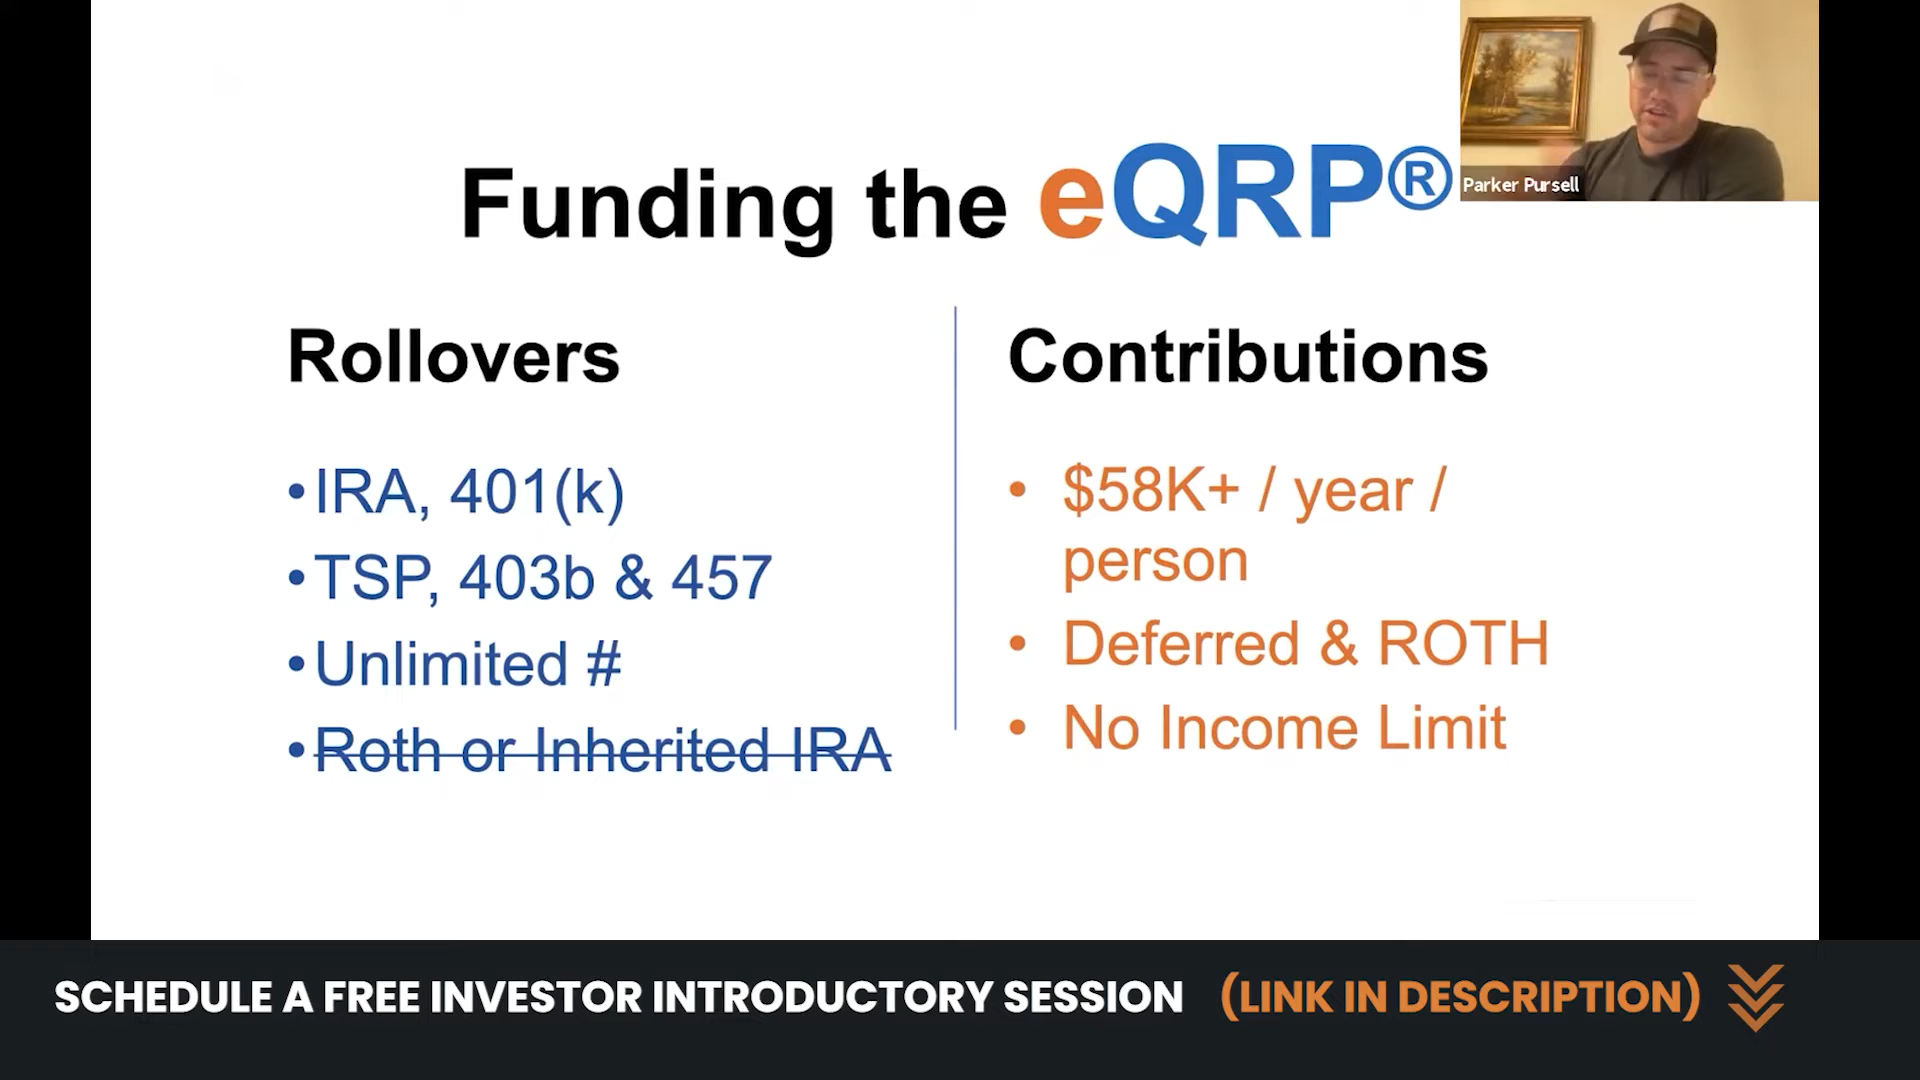 Funding the eQRP®
Parker Pursell
Rollovers
•IRA, 401(k)
•TSP, 403b & 457
•Unlimited #
•Roth or Inherited IRA
Contributions
• $58K+ / year /
person
• Deferred & ROTH
• No Income Limit
SCHEDULE A FREE INVESTOR INTRODUCTORY SESSION (LINK IN DESCRIPTION)